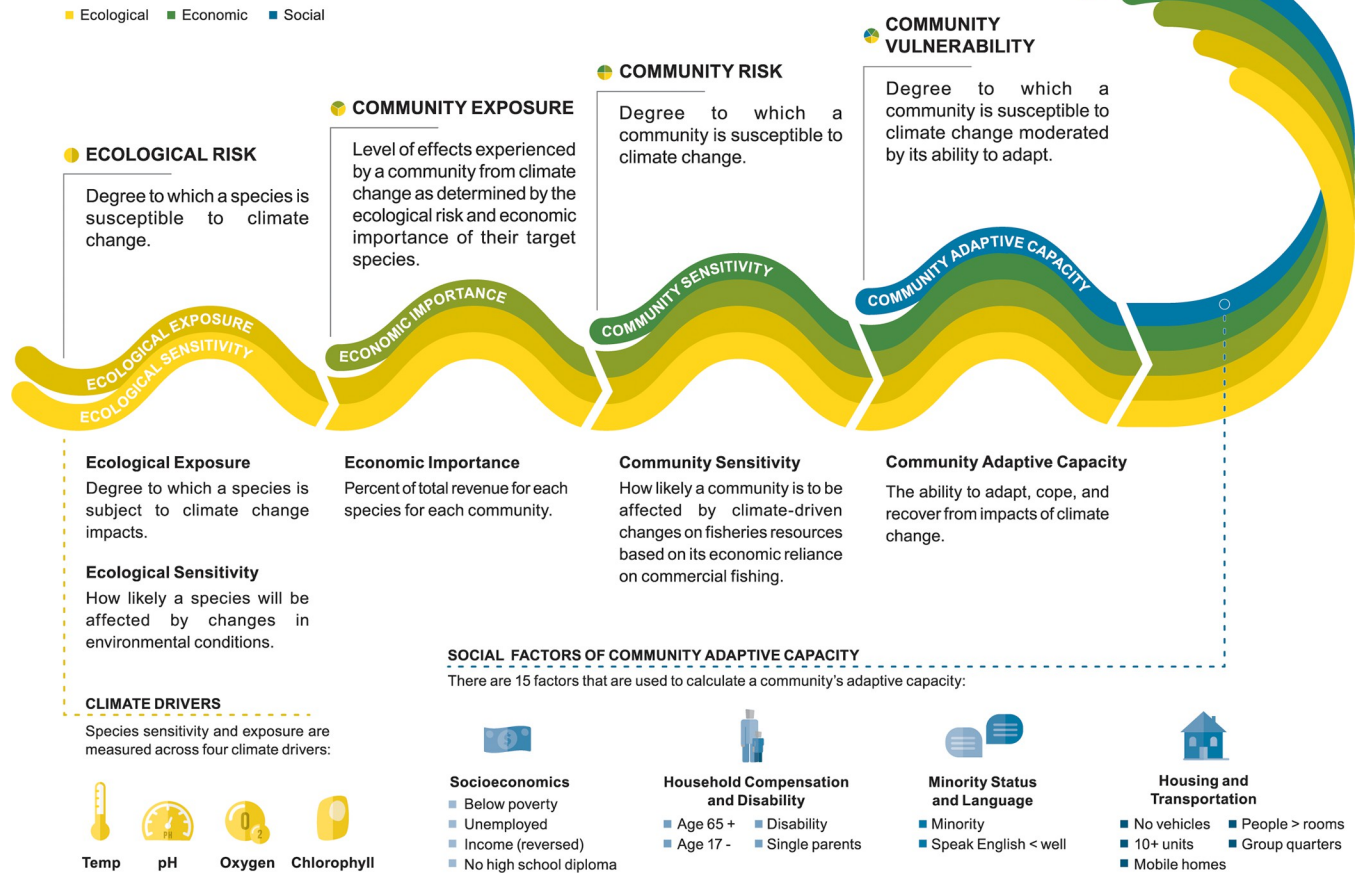 Ecological Economic Social
ECOLOGICAL RISK
Degree to which a species is
susceptible to climate
change.
COMMUNITY EXPOSURE
Level of effects experienced
by a community from climate
change as determined by the
ecological risk and economic
importance of their target
species.
COMMUNITY RISK
Degree to which a
community is susceptible to
climate change.
COMMUNITY
VULNERABILITY
Degree to which a
community is susceptible to
climate change moderated
by its ability to adapt.
ECOLOGICAL EXPOSURE
ECOLOGICAL SENSITIVITY
ECONOMIC IMPORTANCE
COMMUNITY SENSITIVITY
COMMUNITY ADAPTIVE CAPACITY
Ecological Exposure
Degree to which a species is
subject to climate change
impacts.
Ecological Sensitivity
How likely a species will be
affected by changes in
environmental conditions.
Economic Importance
Percent of total revenue for each
species for each community.
Community Sensitivity
How likely a community is to be
affected by climate-driven
changes on fisheries resources
based on its economic reliance
on commercial fishing.
Community Adaptive Capacity
The ability to adapt, cope, and
recover from impacts of climate
change.
CLIMATE DRIVERS
Species sensitivity and exposure are
measured across four climate drivers:
PH
O2
Temp pH Oxygen Chlorophyll
SOCIAL FACTORS OF COMMUNITY ADAPTIVE CAPACITY
There are 15 factors that are used to calculate a community's adaptive capacity:
$
Socioeconomics
Below poverty
Unemployed
Income (reversed)
No high school diploma
Household Compensation
and Disability
Age 65 + Disability
Age 17 - Single parents
Minority Status
and Language
Minority
Speak English < well
Housing and
Transportation
No vehicles People > rooms
10+ units Group quarters
Mobile homes